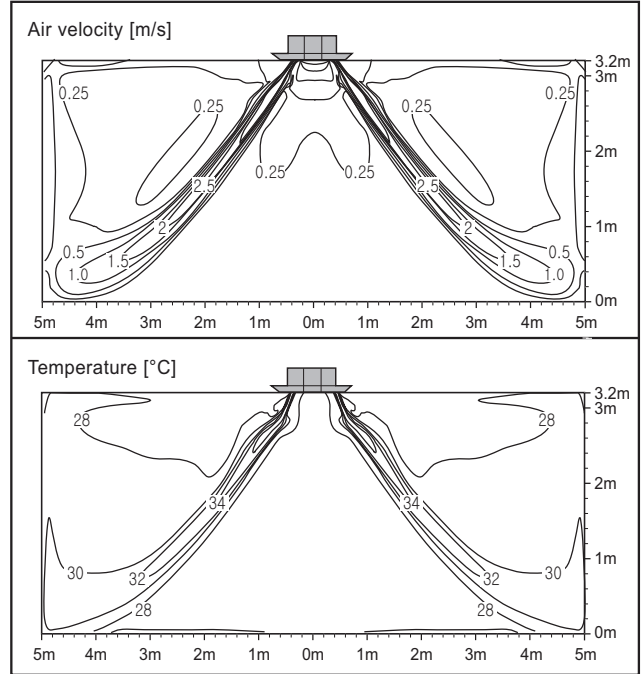 Air velocity [m/s]
3.2m
3m
0.25 0.25
0.25 0.25
2m
0.25 0.25
2.5 2.5
1m
2 2
0.5 0.5
1.5 1.5
1.0 1.0
0m
5m 4m 3m 2m 1m 0m 1m 2m 3m 4m 5m
Temperature [°C]
3.2m
3m
28 28
2m
34 34
1m
30 32 32 30
28 28
0m
5m 4m 3m 2m 1m 0m 1m 2m 3m 4m 5m